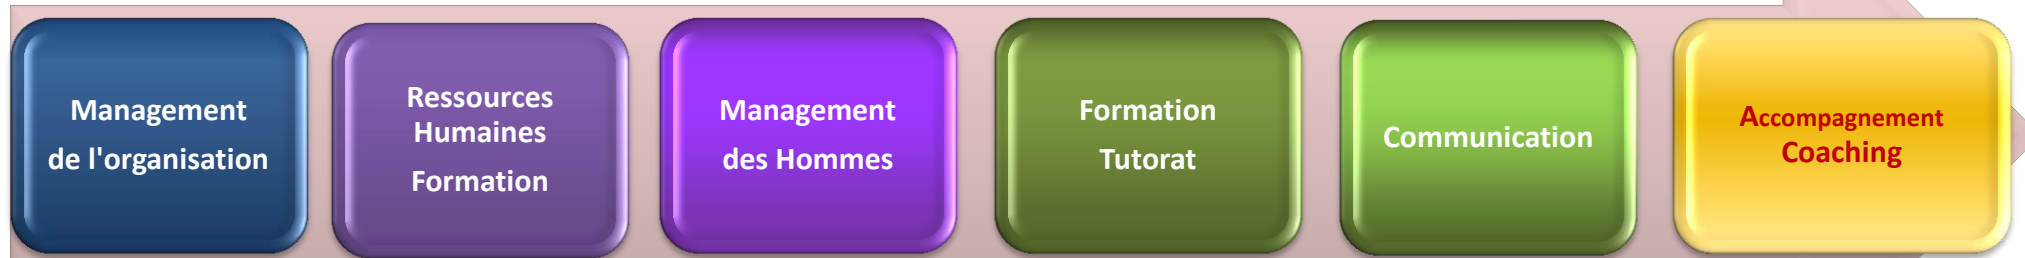 Management
de l'organisation
Ressources
Humaines
Formation
Management
des Hommes
Formation
Tutorat
Communication
Accompagnement
Coaching